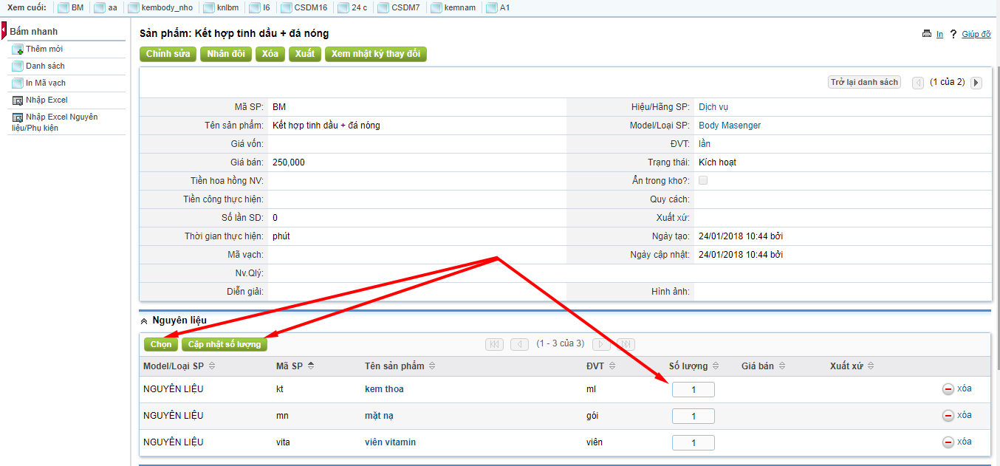 Xem cuối: BM aa kembody_nho knlbm I6 CSDM16 24 c CSDM7 kemnam A1
Bấm nhanh
Thêm mới
Danh sách
In Mã vạch
Nhập Excel
Nhập Excel Nguyên
liệu/Phụ kiện
Sản phẩm: Kết hợp tinh dầu + đá nóng
In ? Giúp đỡ
Chỉnh sửa Nhân đôi Xóa Xuất Xem nhật ký thay đổi
Trở lại danh sách (1 của 2)
Mã SP: BM Hiệu/Hãng SP: Dịch vụ
Tên sản phẩm: Kết hợp tinh dầu + đá nóng Model/Loại SP: Body Masenger
Giá vốn: ĐVT: lần
Giá bán: 250,000 Trạng thái: Kích hoạt
Tiền hoa hồng NV: Ẩn trong kho?:
Tiền công thực hiện: Quy cách:
Số lần SD: 0 Xuất xứ:
Thời gian thực hiện: phút Ngày tạo: 24/01/2018 10:44 bởi
Mã vạch: Ngày cập nhật: 24/01/2018 10:44 bởi
Nv.Qlý:
Diễn giải: Hình ảnh:
Nguyên liệu
Chọn Cập nhật số lượng (1 - 3 của 3)
Model/Loại SP Mã SP Tên sản phẩm ĐVT Số lượng Giá bán Xuất xứ
NGUYÊN LIỆU kt kem thoa ml 1 xóa
NGUYÊN LIỆU mn mặt nạ gói 1 xóa
NGUYÊN LIỆU vita viên vitamin viên 1 xóa